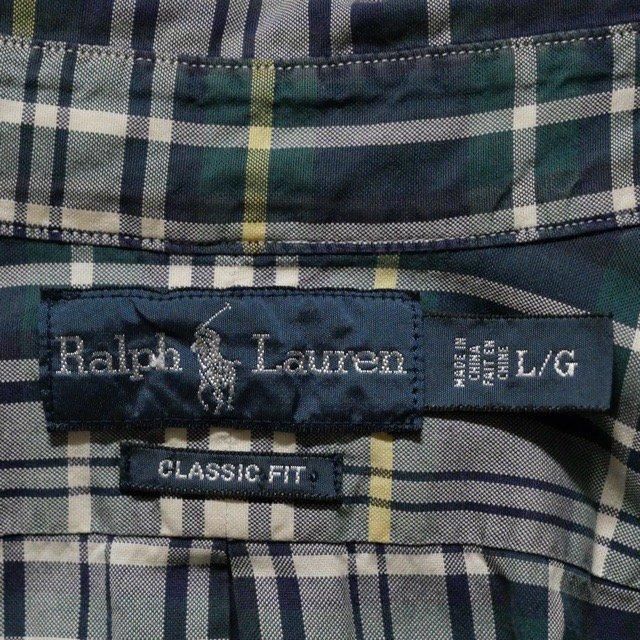 Ralph Lauren
MADE IN
CHINA
FAIT EN
CHINE
L/G
CLASSIC FIT